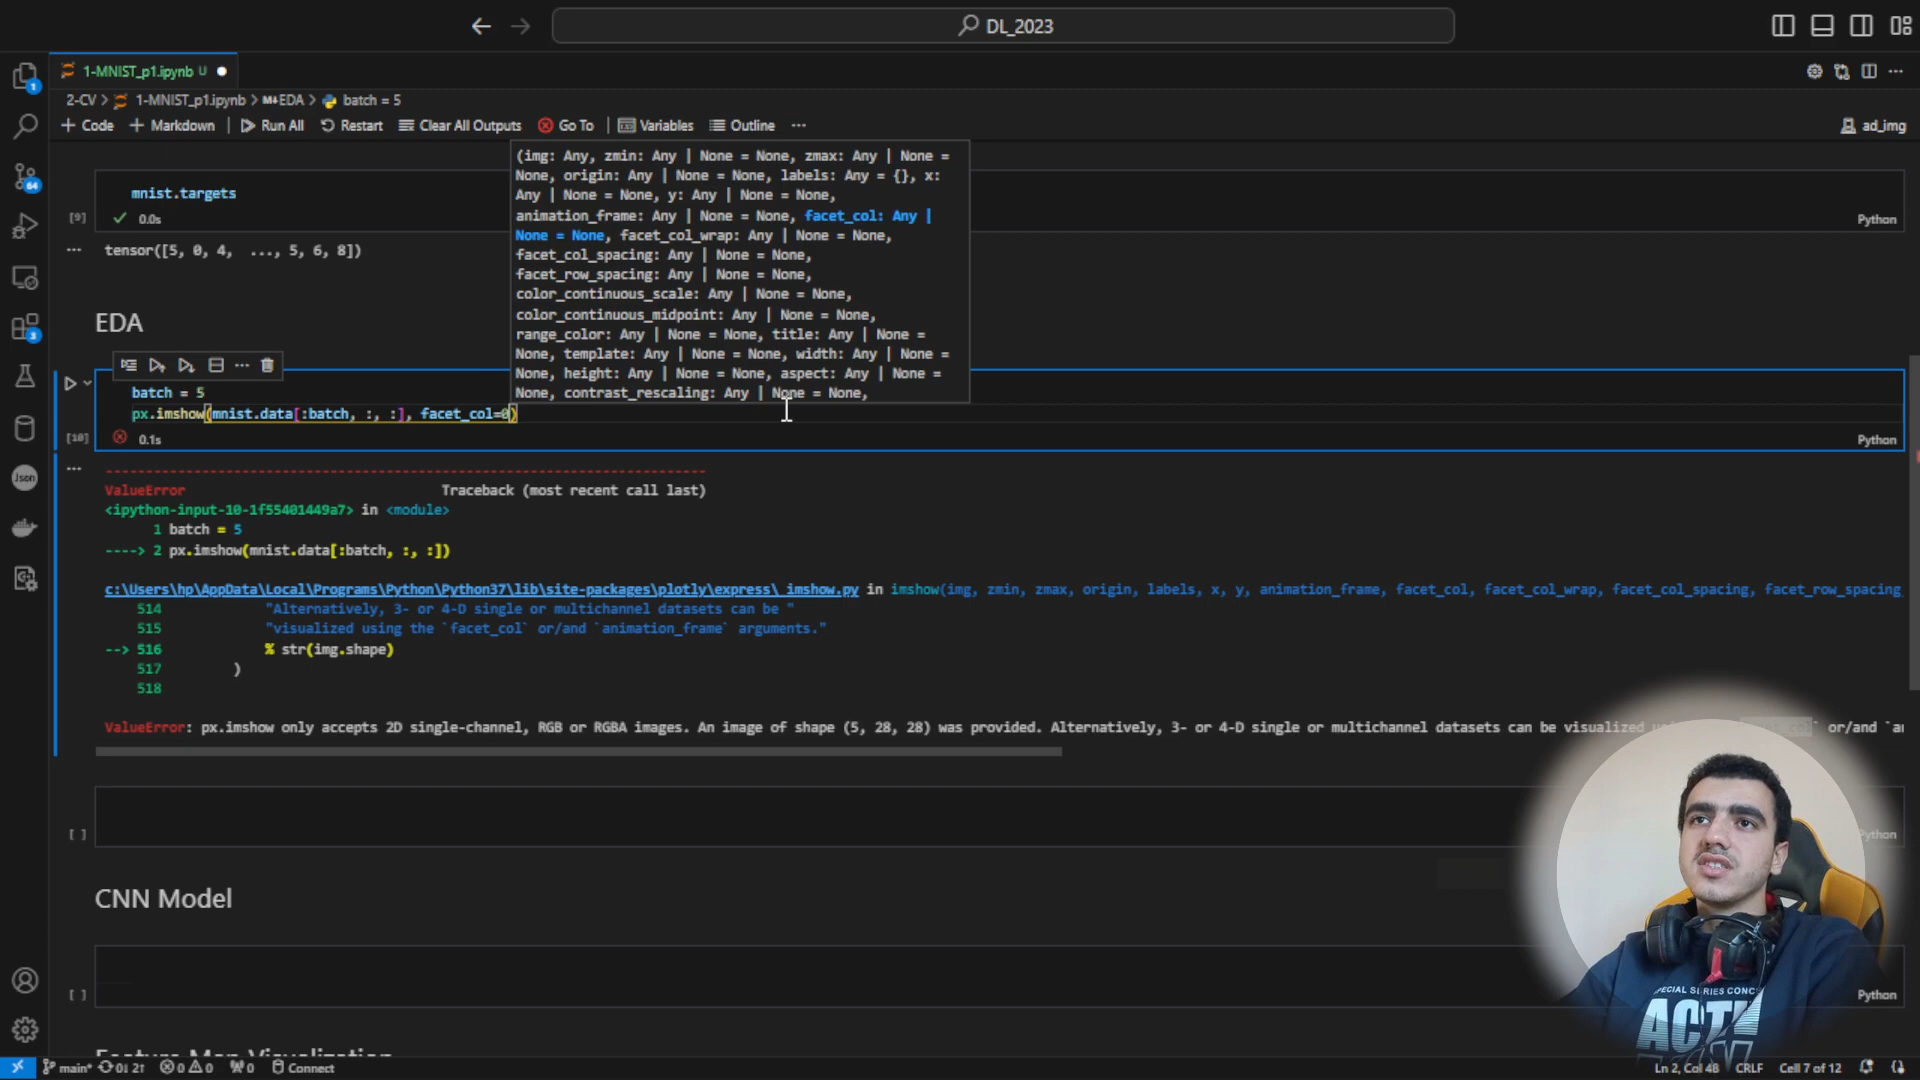 DL_2023
1-MNIST_p1.ipynb U
2-CV > 1-MNIST_p1.ipynb > M↓EDA > batch = 5
+ Code + Markdown | Run All Restart Clear All Outputs Go To | Variables Outline ...
ad_img
mnist.targets
[9] 0.0s
Python
... tensor([5, 0, 4, ..., 5, 6, 8])
(img: Any, zmin: Any | None = None, zmax: Any | None =
None, origin: Any | None = None, labels: Any = {}, x:
Any | None = None, y: Any | None = None,
animation_frame: Any | None = None, facet_col: Any |
None = None, facet_col_wrap: Any | None = None,
facet_col_spacing: Any | None = None,
facet_row_spacing: Any | None = None,
color_continuous_scale: Any | None = None,
color_continuous_midpoint: Any | None = None,
range_color: Any | None = None, title: Any | None =
None, template: Any | None = None, width: Any | None =
None, height: Any | None = None, aspect: Any | None =
None, contrast_rescaling: Any | None = None,
EDA
batch = 5
px.imshow(mnist.data[:batch, :, :], facet_col=0)
[10] 0.1s
Python
---------------------------------------------------------------------------
ValueError Traceback (most recent call last)
<ipython-input-10-1f55401449a7> in <module>
1 batch = 5
----> 2 px.imshow(mnist.data[:batch, :, :])
c:\Users\hp\AppData\Local\Programs\Python\Python37\lib\site-packages\plotly\express\_imshow.py in imshow(img, zmin, zmax, origin, labels, x, y, animation_frame, facet_col, facet_col_wrap, facet_col_spacing, facet_row_spacing
514 "Alternatively, 3- or 4-D single or multichannel datasets can be "
515 "visualized using the `facet_col` or/and `animation_frame` arguments."
--> 516 % str(img.shape)
517 )
518
ValueError: px.imshow only accepts 2D single-channel, RGB or RGBA images. An image of shape (5, 28, 28) was provided. Alternatively, 3- or 4-D single or multichannel datasets can be visualized or/and
[ ]
CNN Model
[ ]
Python
Feature Map Visualization
SPECIAL SERIES CONC
main* 0↓ 2↑ 0 0 0 Connect
Ln 2, Col 48 CRLF Cell 7 of 12